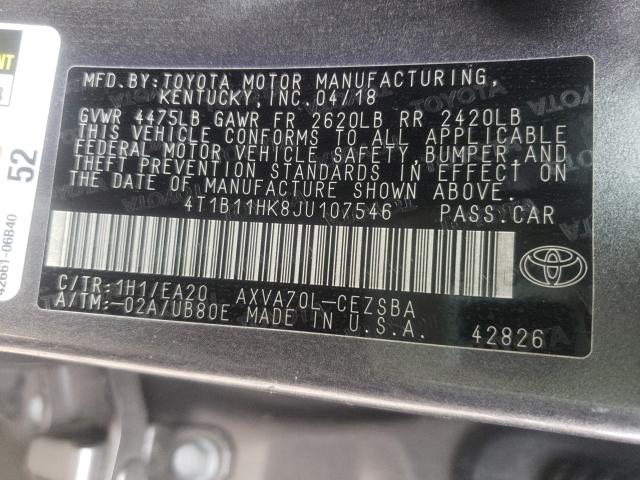 MFD.BY: TOYOTA MOTOR MANUFACTURING,
KENTUCKY, INC. 04/18
GVWR 4475LB GAWR FR 2620LB RR 2420LB
THIS VEHICLE CONFORMS TO ALL APPLICABLE
FEDERAL MOTOR VEHICLE SAFETY, BUMPER, AND
THEFT PREVENTION STANDARDS IN EFFECT ON
THE DATE OF MANUFACTURE SHOWN ABOVE.
4T1B11HK8JU107546 PASS.CAR
C/TR: 1H1/EA20 AXVA70L-CEZSBA
A/TM:-02A/UB80E MADE IN U.S.A. 42826
52
42661-06B40